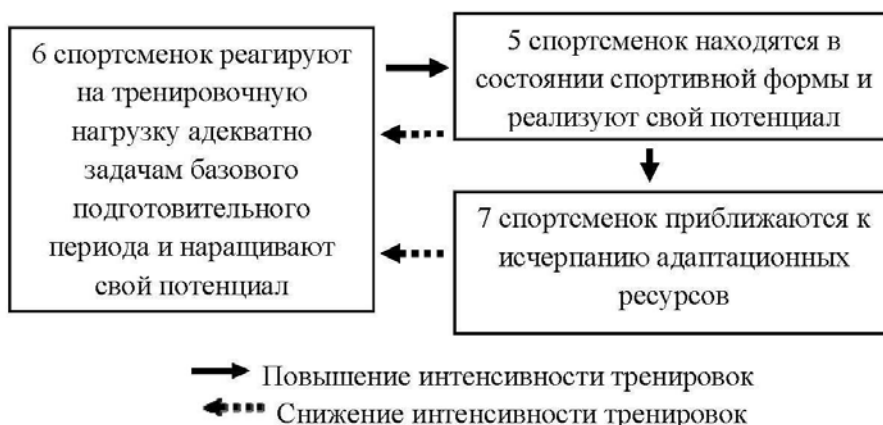 6 спортсменок реагируют
на тренировочную
нагрузку адекватно
задачам базового
подготовительного
периода и наращивают
свой потенциал
5 спортсменок находятся в
состоянии спортивной формы и
реализуют свой потенциал
7 спортсменок приближаются к
исчерпанию адаптационных
ресурсов
Повышение интенсивности тренировок
Снижение интенсивности тренировок